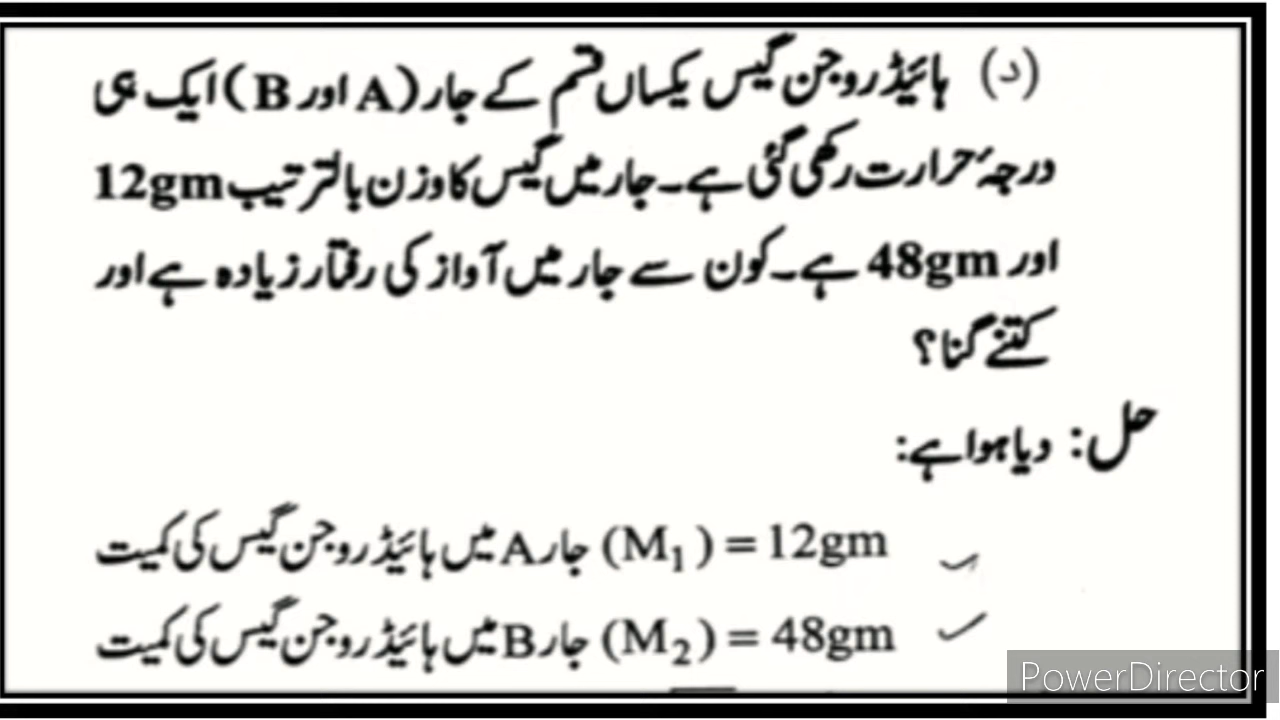 (د) ہائیڈروجن گیس یکساں قسم کے جار (A اور B) ایک ہی
درجۂ حرارت رکھی گئی ہے۔ جار میں گیس کا وزن بالترتیب 12gm
اور 48gm ہے۔ کون سے جار میں آواز کی رفتار زیادہ ہے اور
کتنے گنا؟
حل: دیا ہوا ہے:
جار A میں ہائیڈروجن گیس کی کمیت (M₁) = 12gm
جار B میں ہائیڈروجن گیس کی کمیت (M₂) = 48gm
PowerDirector